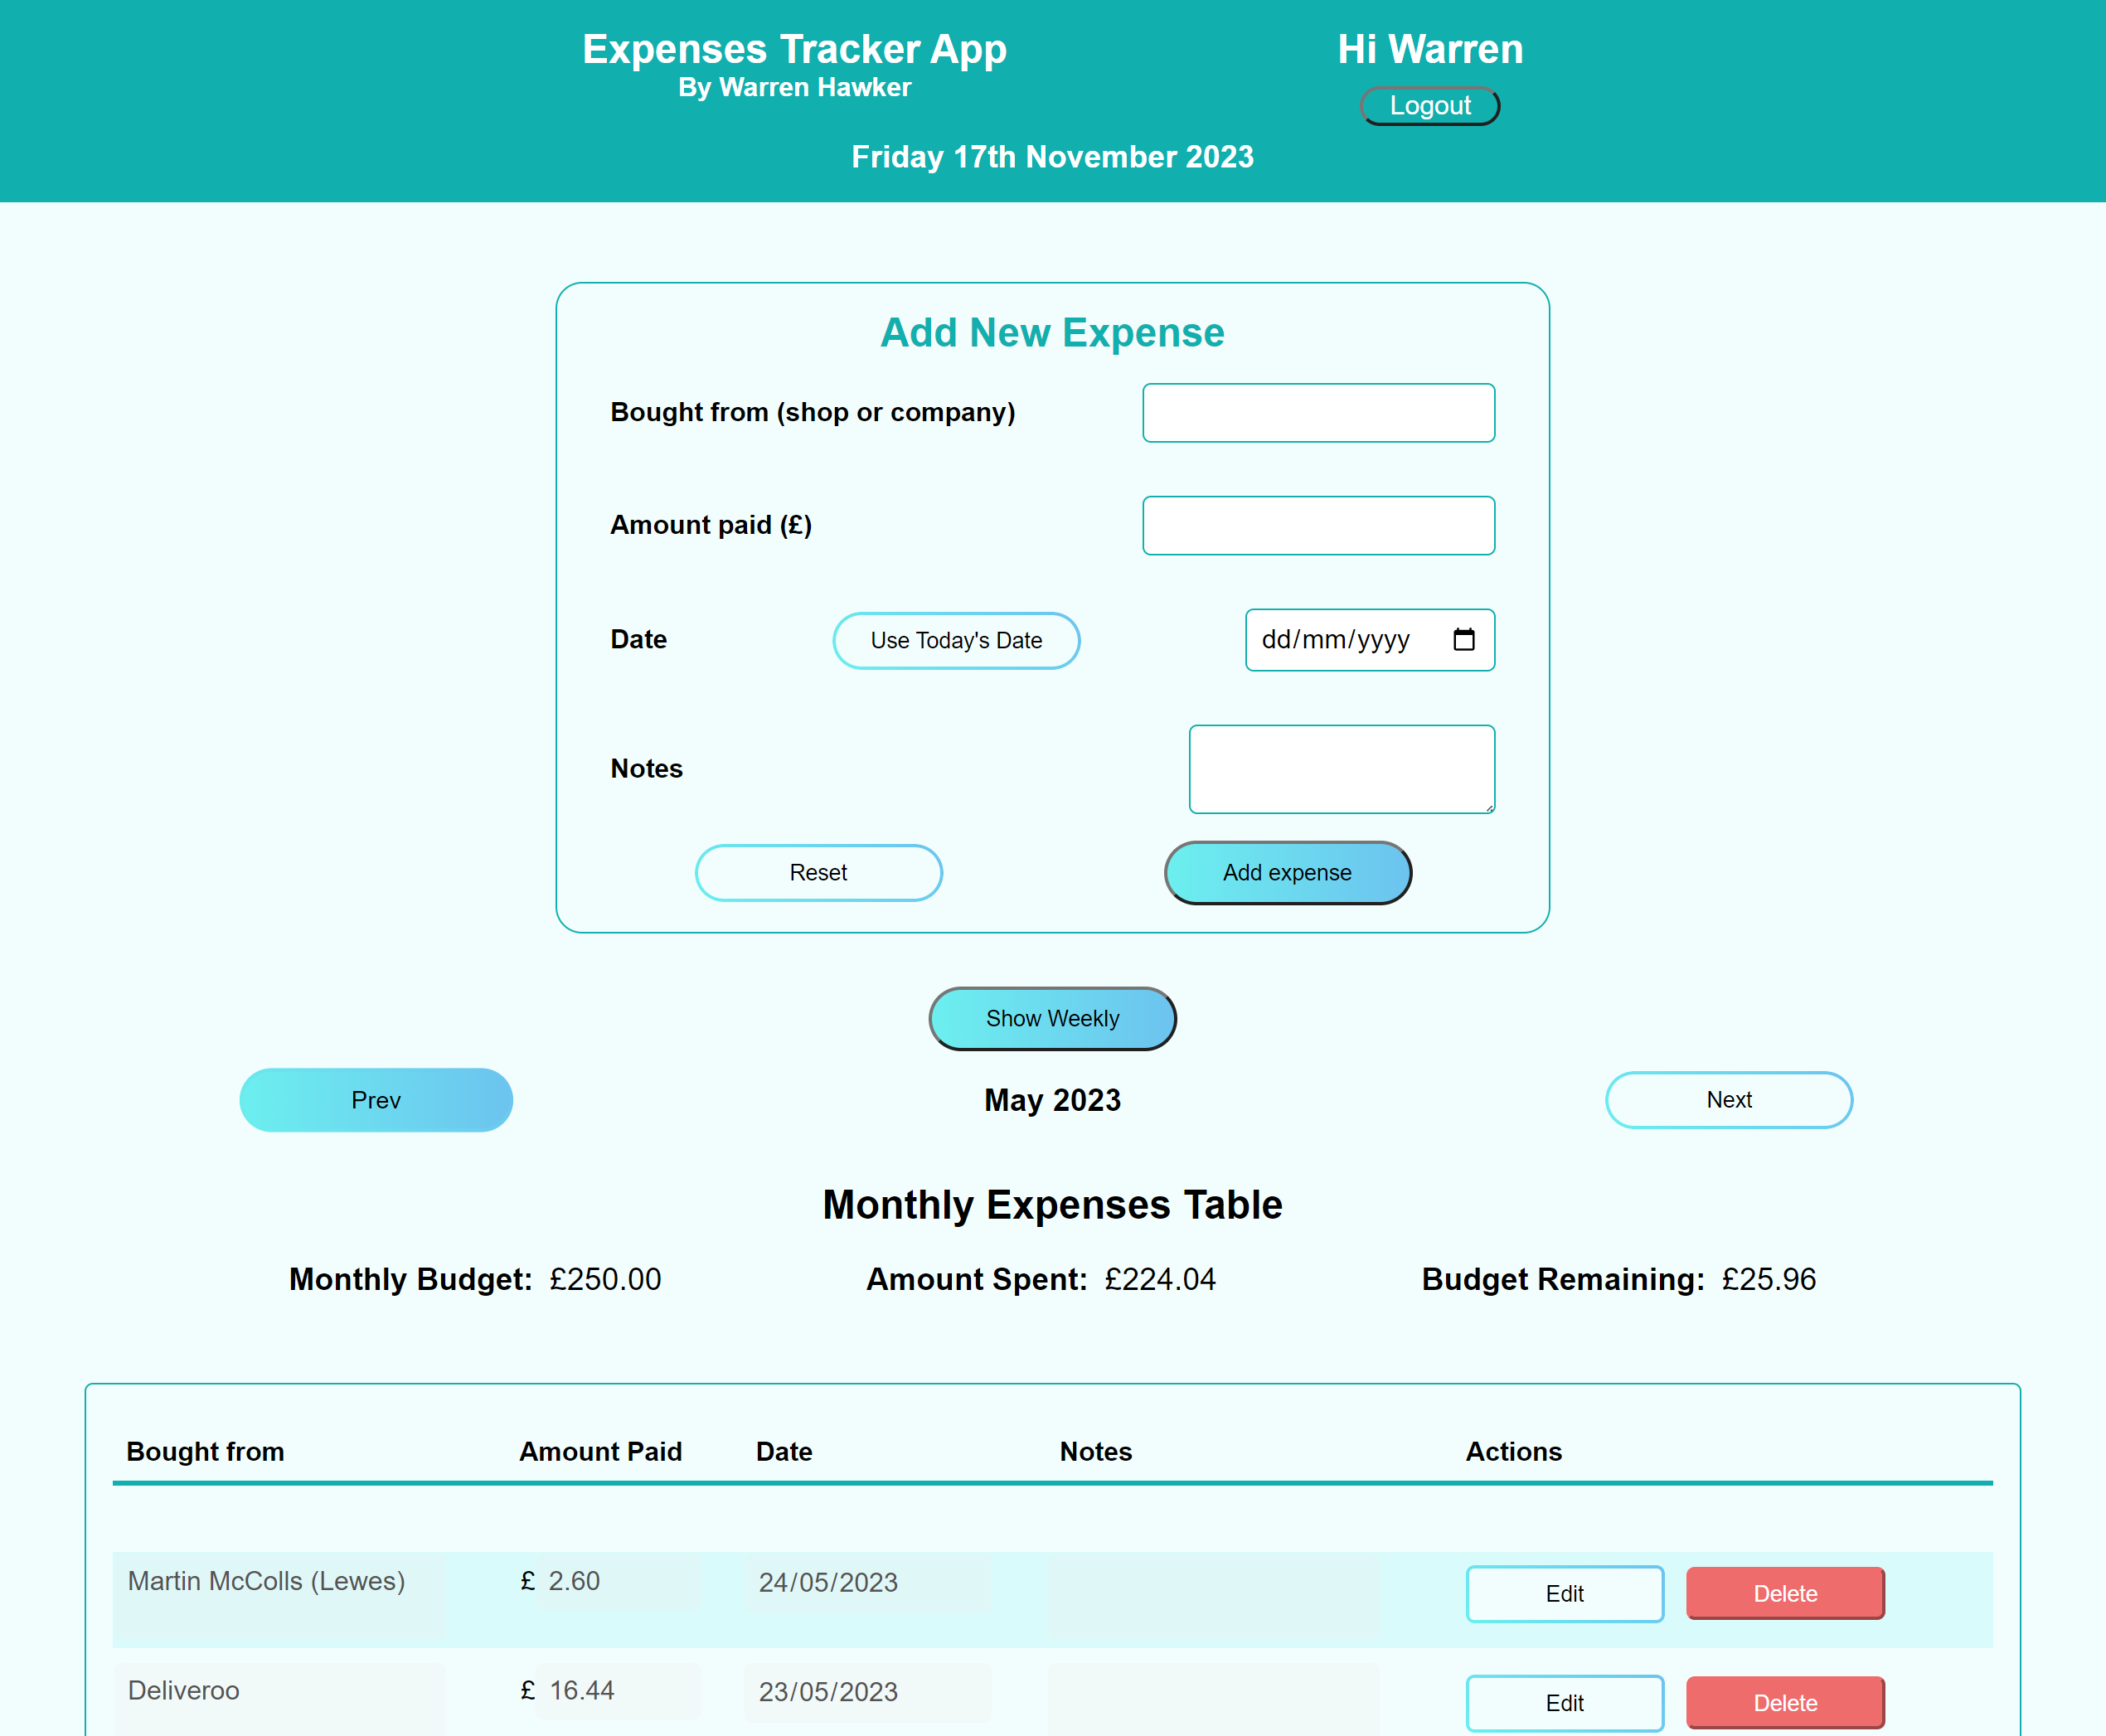 Expenses Tracker App
By Warren Hawker
Hi Warren
Logout
Friday 17th November 2023
Add New Expense
Bought from (shop or company)
Amount paid (£)
Date Use Today's Date dd/mm/yyyy
Notes
Reset Add expense
Show Weekly
Prev May 2023 Next
Monthly Expenses Table
Monthly Budget: £250.00 Amount Spent: £224.04 Budget Remaining: £25.96
Bought from Amount Paid Date Notes Actions
Martin McColls (Lewes) £ 2.60 24/05/2023 Edit Delete
Deliveroo £ 16.44 23/05/2023 Edit Delete